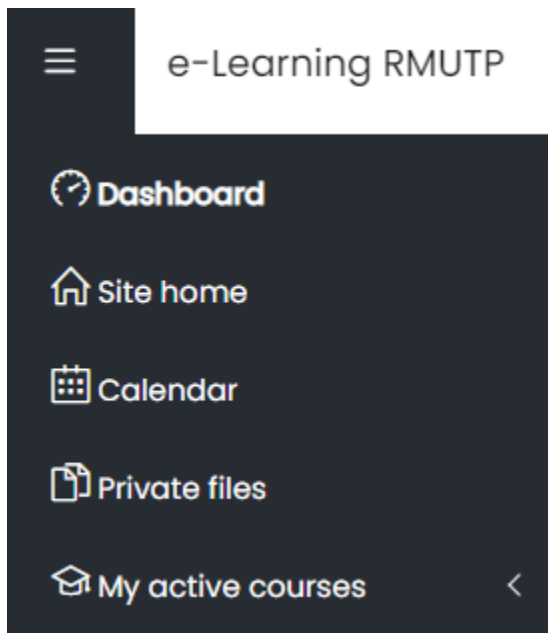 e-Learning RMUTP
Dashboard
Site home
Calendar
Private files
My active courses